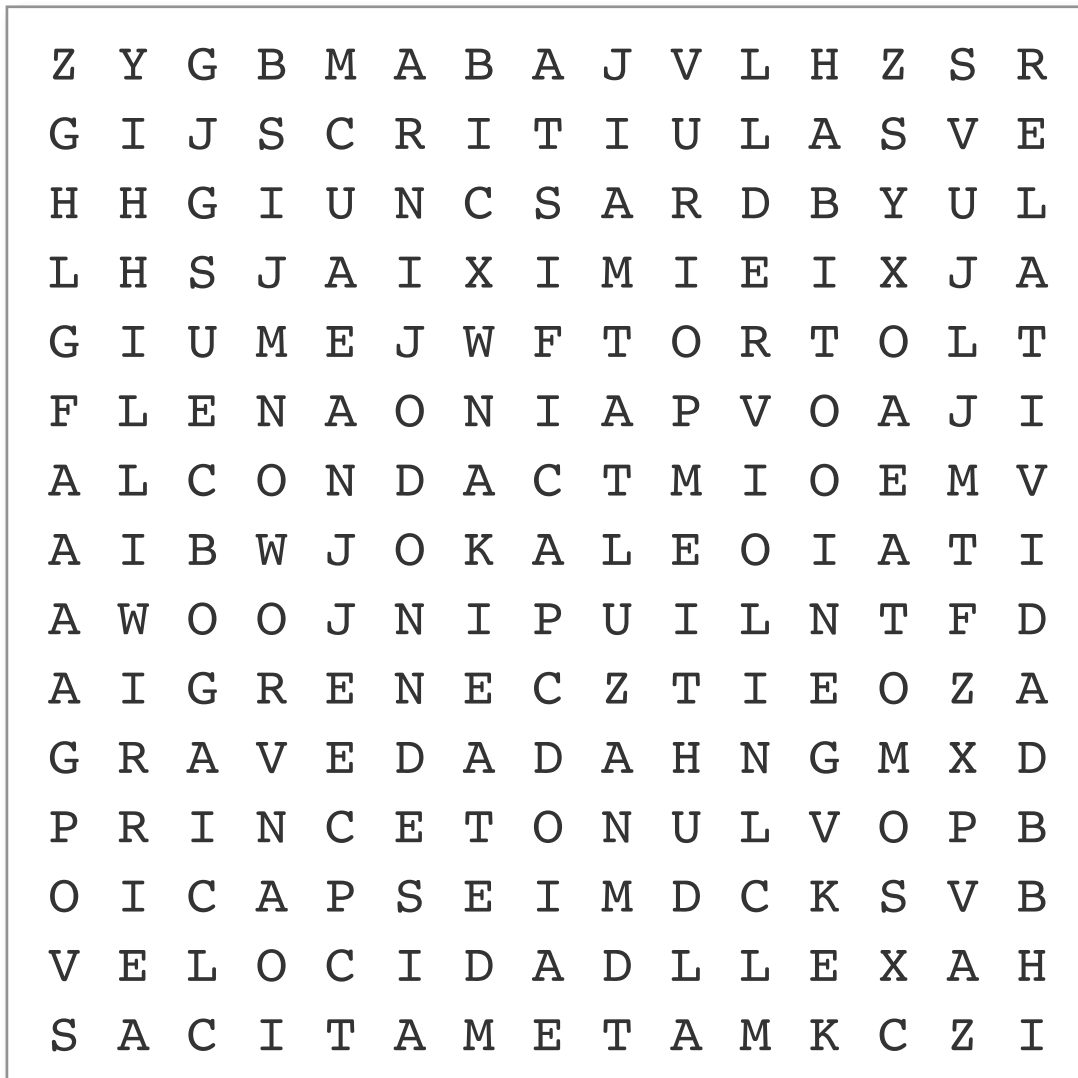 Z Y G B M A B A J V L H Z S R
G I J S C R I T I U L A S V E
H H G I U N C S A R D B Y U L
L H S J A I X I M I E I X J A
G I U M E J W F T O R T O L T
F L E N A O N I A P V O A J I
A L C O N D A C T M I O E M V
A I B W J O K A L E O I A T I
A W O O J N I P U I L N T F D
A I G R E N E C Z T I E O Z A
G R A V E D A D A H N G M X D
P R I N C E T O N U L V O P B
O I C A P S E I M D C K S V B
V E L O C I D A D L L E X A H
S A C I T A M E T A M K C Z I